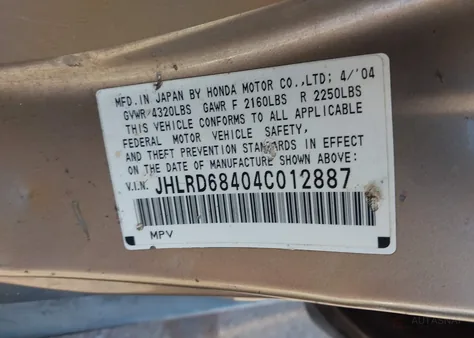 MFD. IN JAPAN BY HONDA MOTOR CO., LTD; 4/'04
GVWR 4320LBS GAWR F 2160LBS R 2250LBS
THIS VEHICLE CONFORMS TO ALL APPLICABLE
FEDERAL MOTOR VEHICLE SAFETY,
AND THEFT PREVENTION STANDARDS IN EFFECT
ON THE DATE OF MANUFACTURE SHOWN ABOVE:
V.I.N. JHLRD68404C012887
MPV